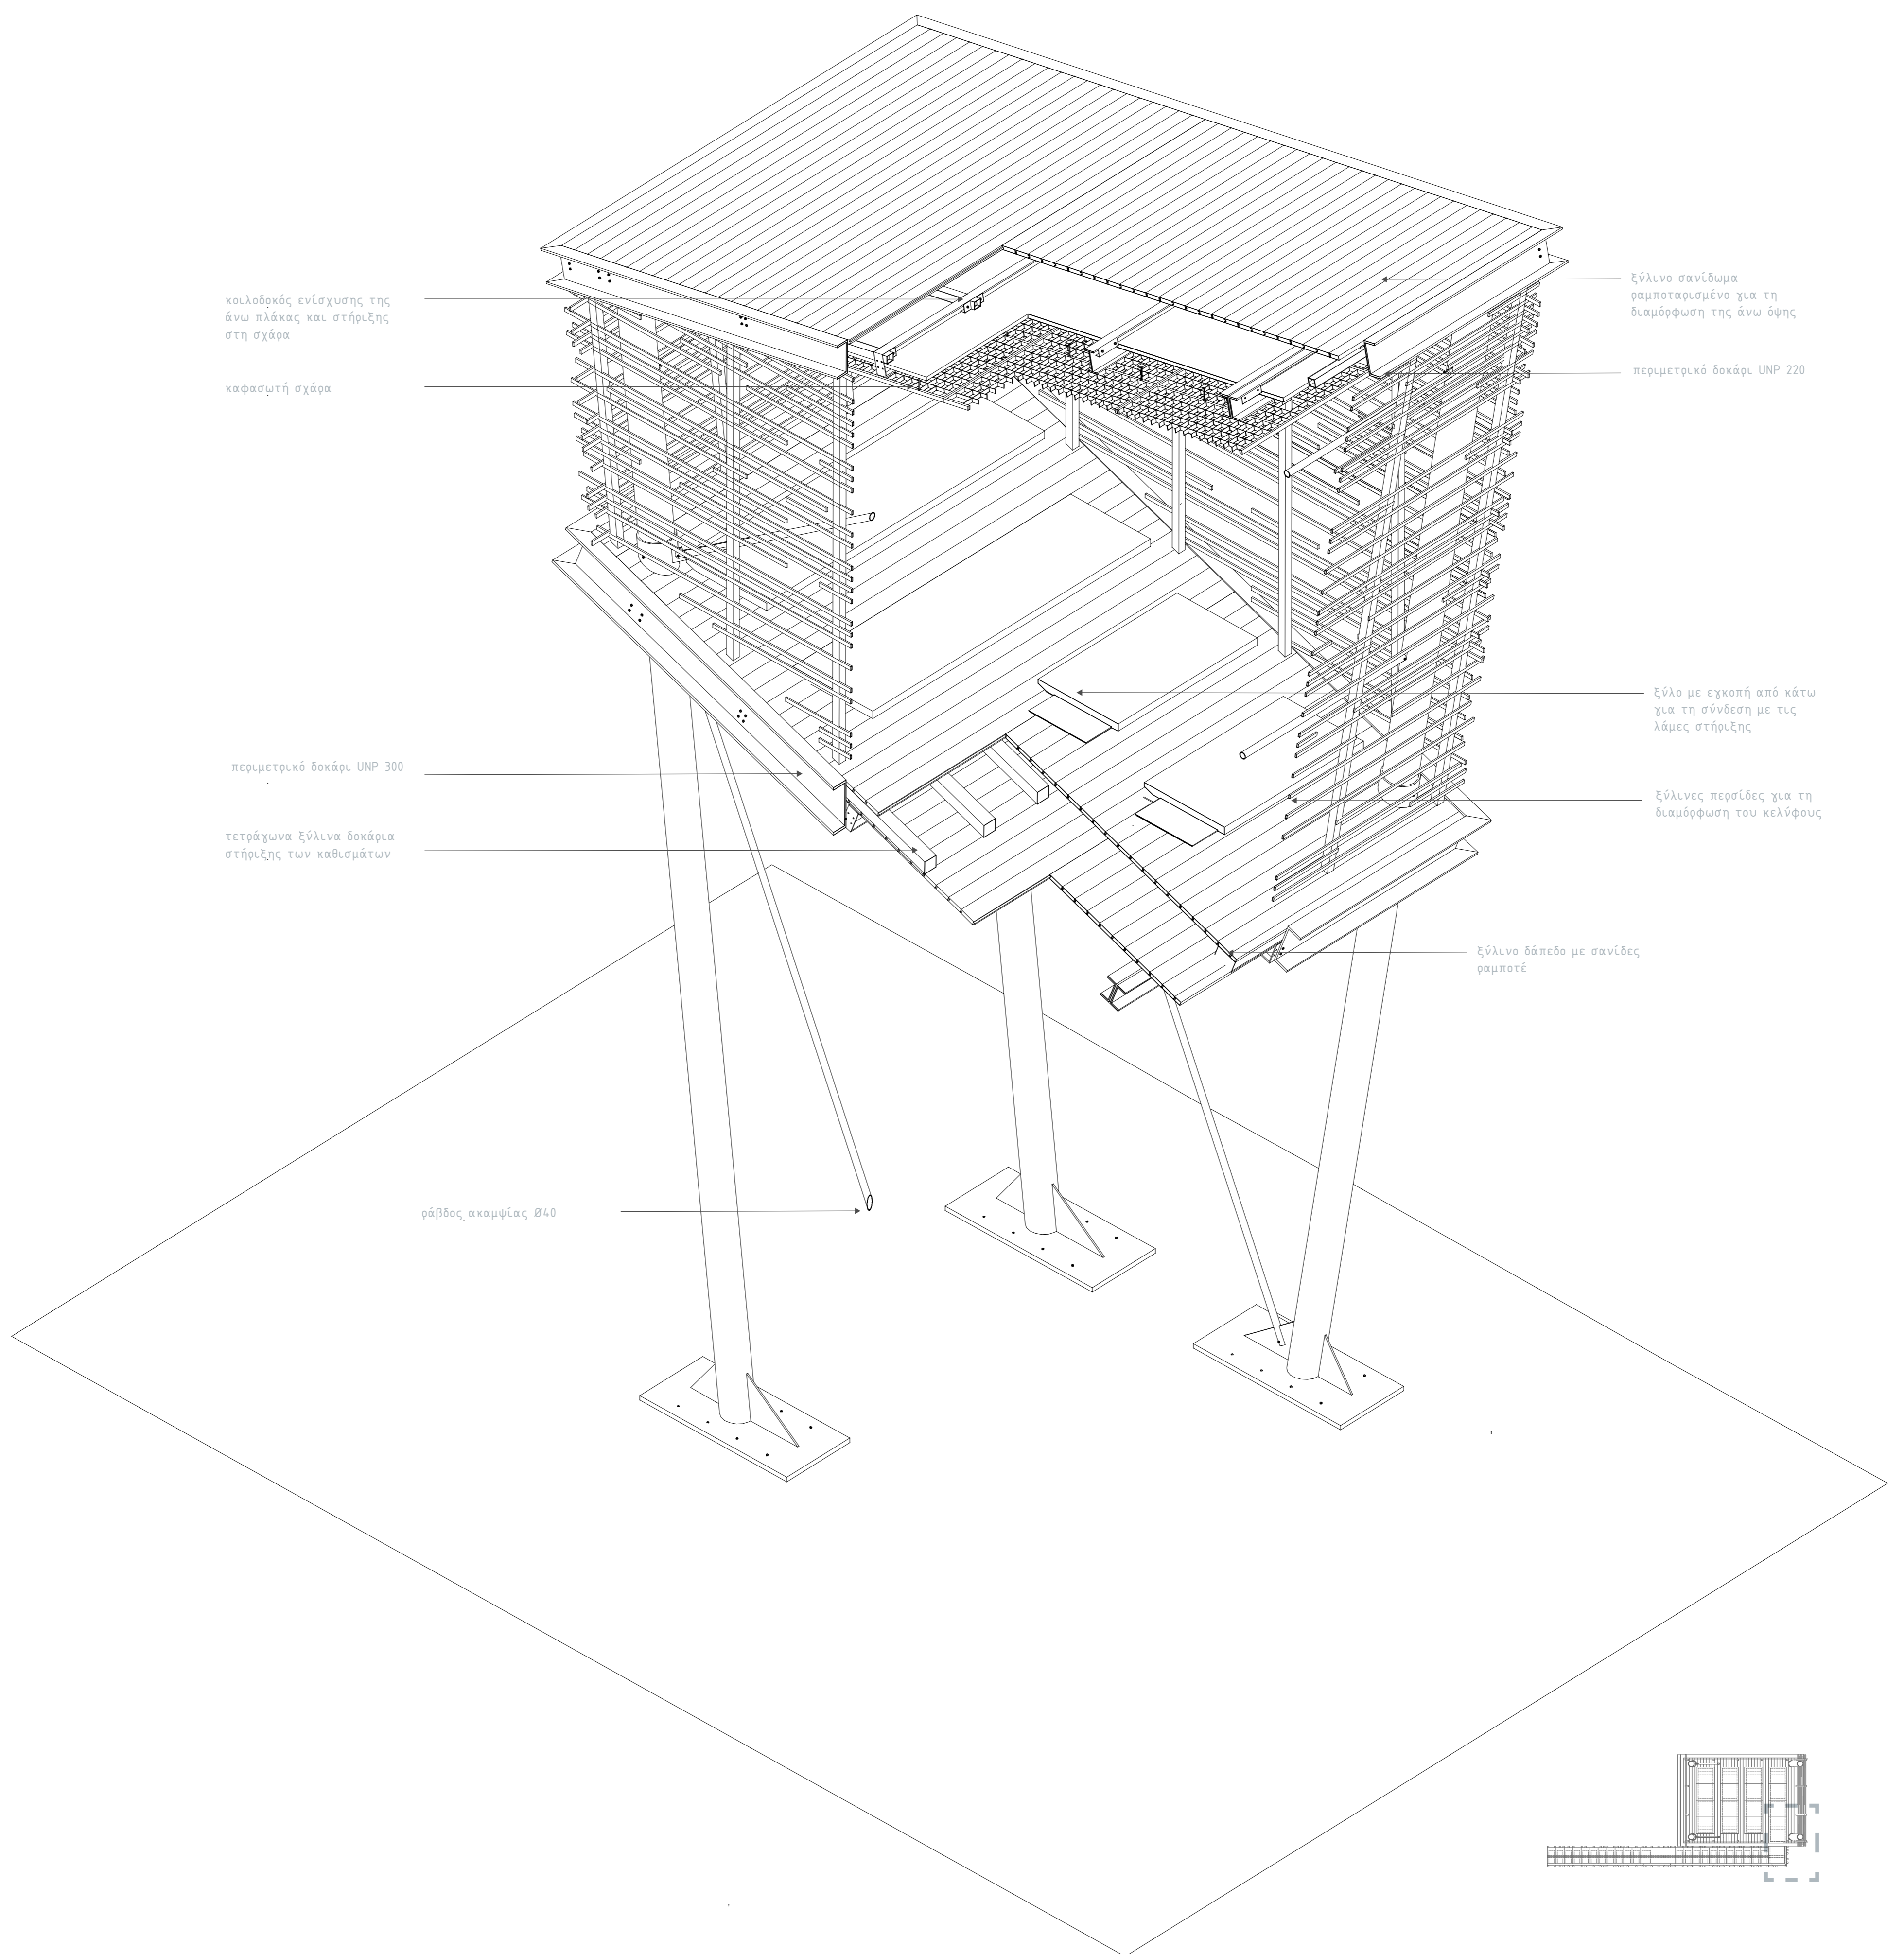 κοιλοδοκός ενίσχυσης της
άνω πλάκας και στήριξης
στη σχάρα
καφασωτή σχάρα
περιμετρικό δοκάρι UNP 300
τετράγωνα ξύλινα δοκάρια
στήριξης των καθισμάτων
ράβδος ακαμψίας Ø40
ξύλινο σανίδωμα
ραμποταρισμένο για τη
διαμόρφωση της άνω όψης
περιμετρικό δοκάρι UNP 220
ξύλο με εγκοπή από κάτω
για τη σύνδεση με τις
λάμες στήριξης
ξύλινες περσίδες για τη
διαμόρφωση του κελύφους
ξύλινο δάπεδο με σανίδες
ραμποτέ